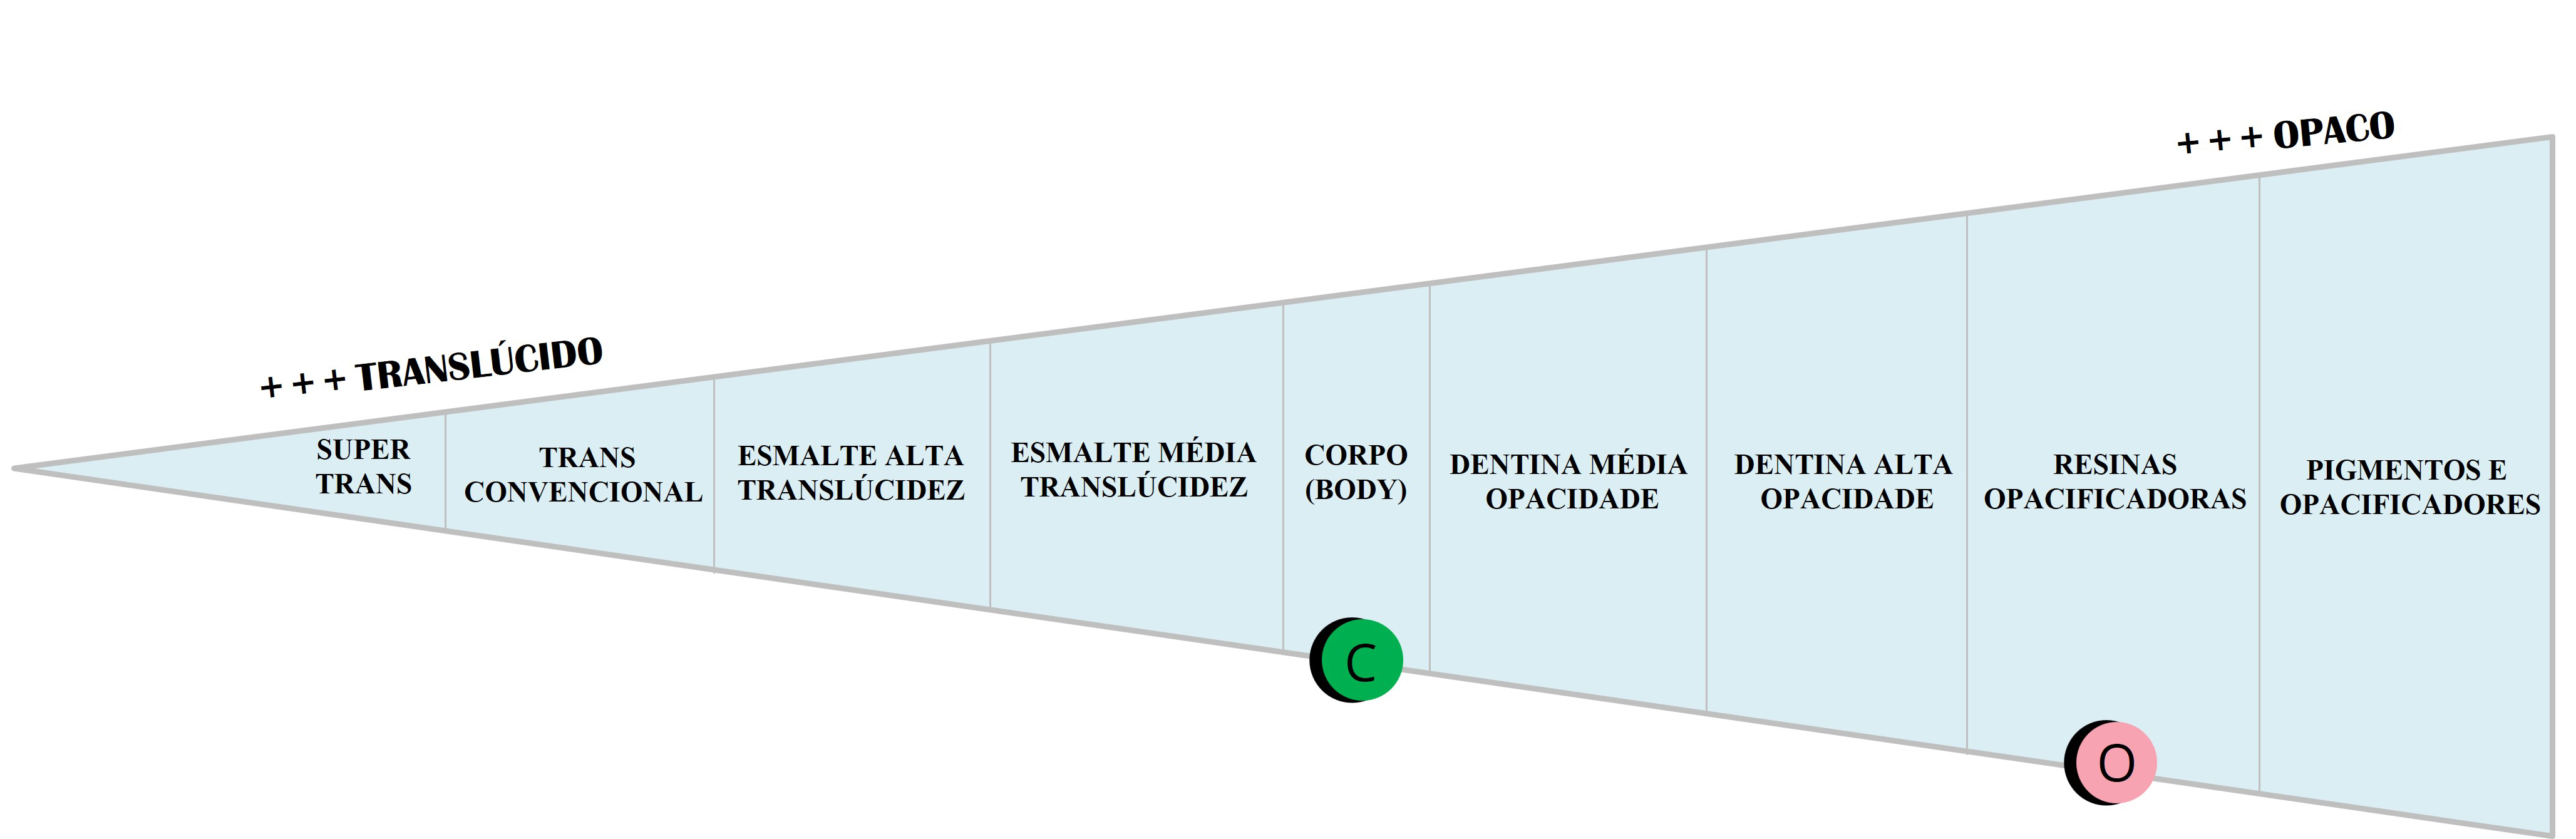 + + + OPACO
+ + + TRANSLÚCIDO
SUPER
TRANS
TRANS
CONVENCIONAL
ESMALTE ALTA
TRANSLÚCIDEZ
ESMALTE MÉDIA
TRANSLÚCIDEZ
CORPO
(BODY)
DENTINA MÉDIA
OPACIDADE
DENTINA ALTA
OPACIDADE
RESINAS
OPACIFICADORAS
PIGMENTOS E
OPACIFICADORES
C
O